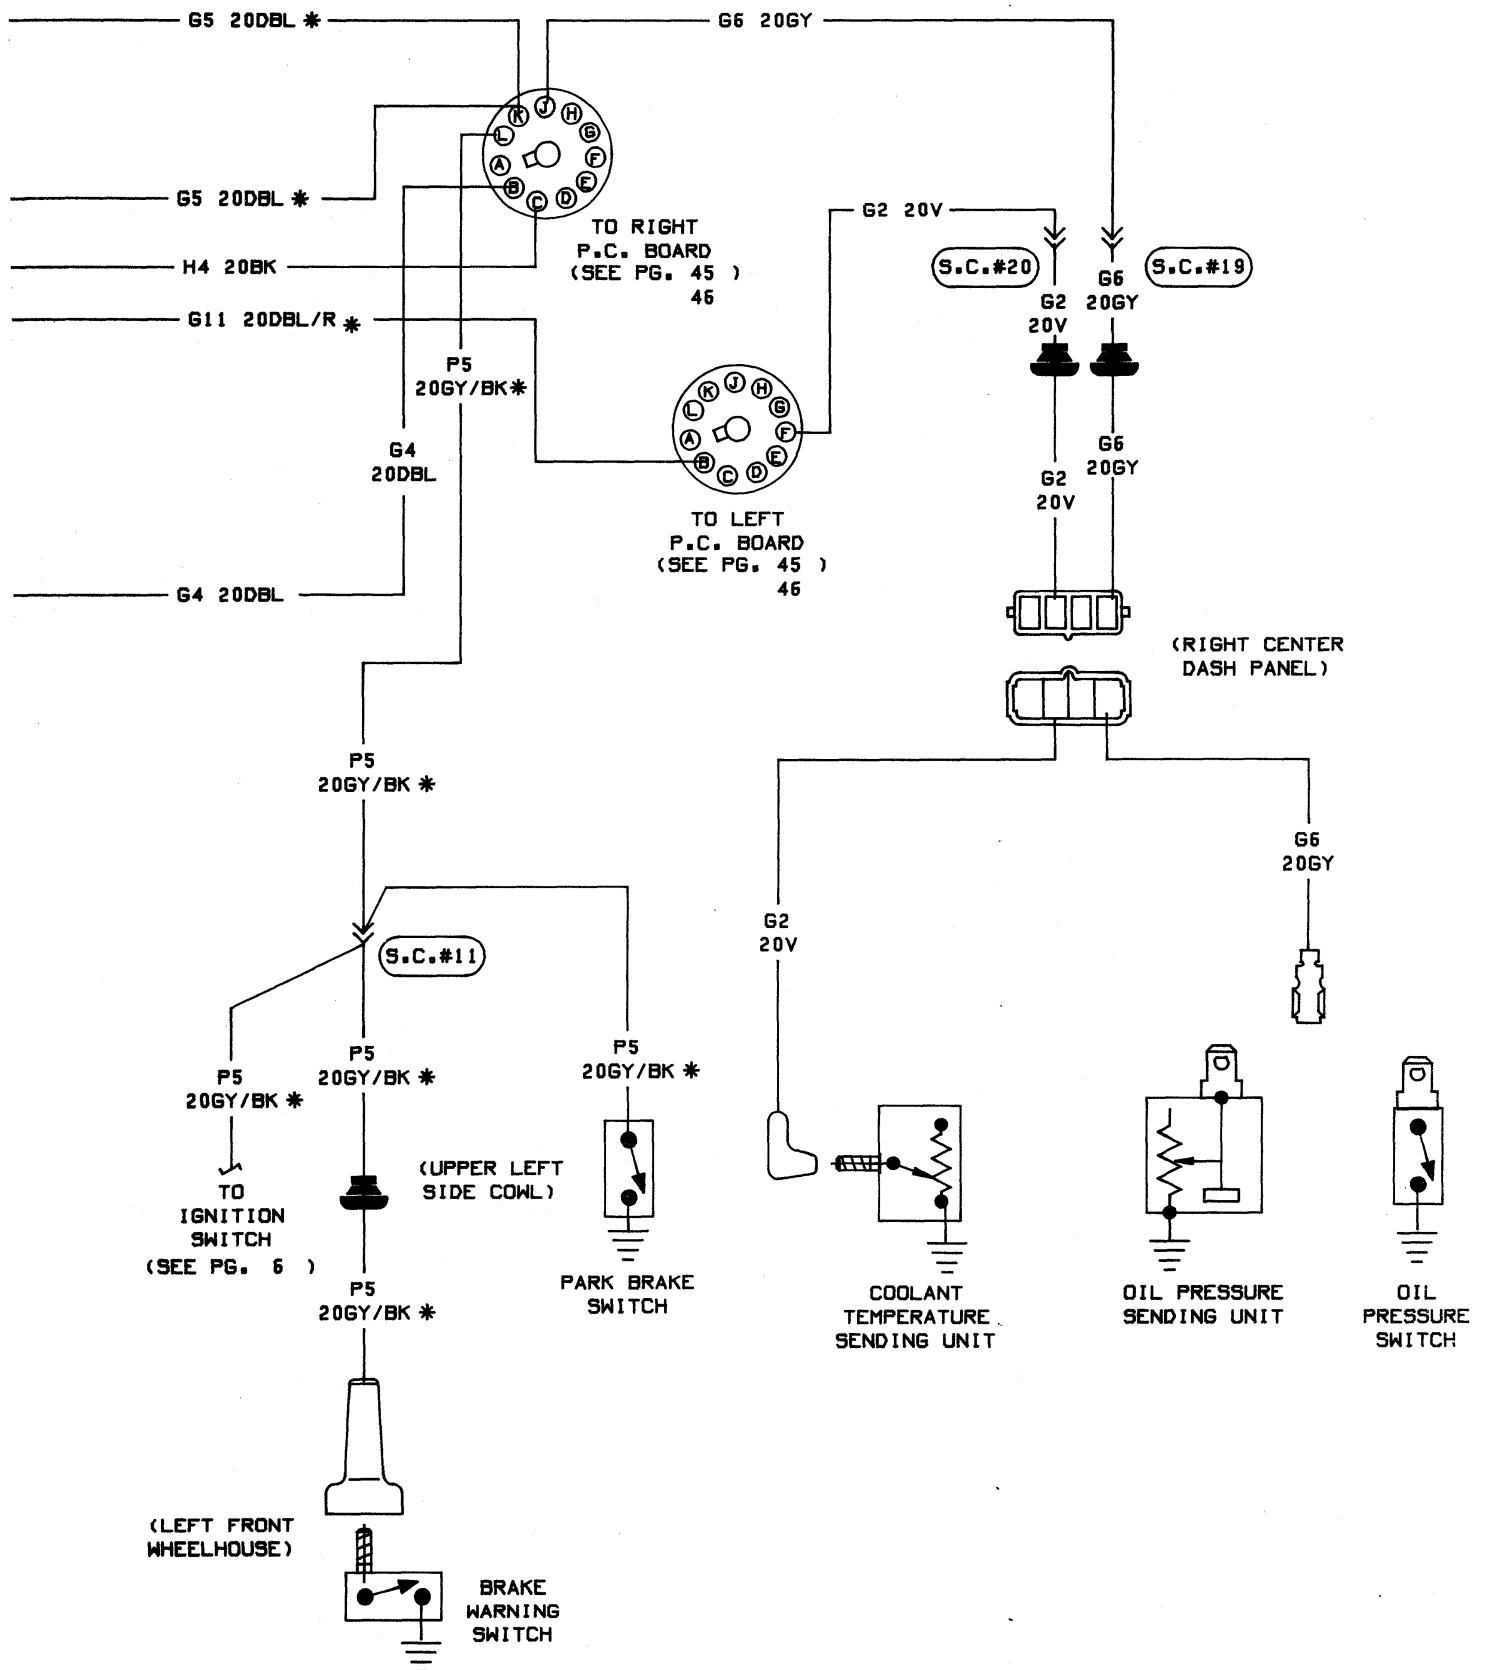 G5 20DBL *
G6 20GY
K
J
H
G
L
F
A
E
B
D
C
G5 20DBL *
TO RIGHT
P.C. BOARD
(SEE PG. 45 )
46
H4 20BK
G11 20DBL/R *
G2 20V
S.C.#20
S.C.#19
G2
20V
G6
20GY
P5
20GY/BK *
J
K
H
L
G
A
F
B
E
C
D
G4
20DBL
G6
20GY
G2
20V
TO LEFT
P.C. BOARD
(SEE PG. 45 )
46
G4 20DBL
(RIGHT CENTER
DASH PANEL)
P5
20GY/BK *
G6
20GY
G2
20V
S.C.#11
P5
20GY/BK *
P5
20GY/BK *
P5
20GY/BK *
(UPPER LEFT
SIDE COWL)
TO
IGNITION
SWITCH
(SEE PG. 6 )
P5
20GY/BK *
PARK BRAKE
SWITCH
COOLANT
TEMPERATURE
SENDING UNIT
OIL PRESSURE
SENDING UNIT
OIL
PRESSURE
SWITCH
(LEFT FRONT
WHEELHOUSE)
BRAKE
WARNING
SWITCH